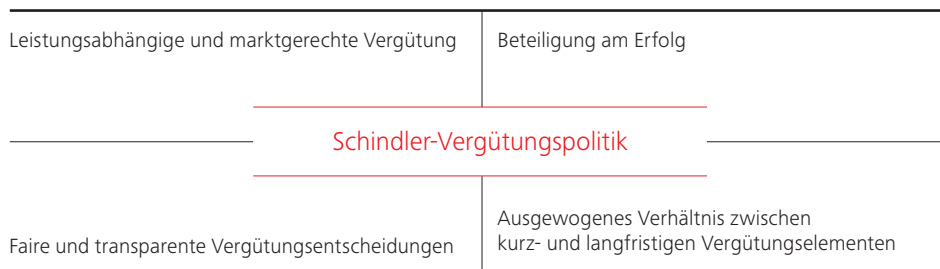 Leistungsabhängige und marktgerechte Vergütung
Beteiligung am Erfolg
Schindler-Vergütungspolitik
Faire und transparente Vergütungsentscheidungen
Ausgewogenes Verhältnis zwischen
kurz- und langfristigen Vergütungselementen